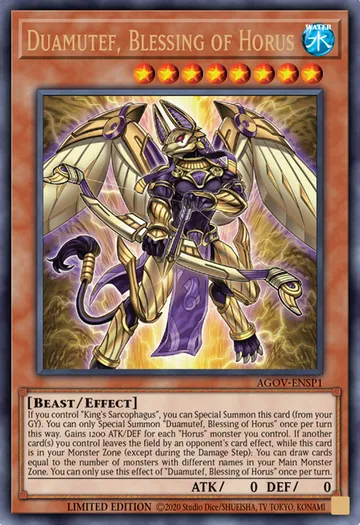 DUAMUTEF, BLESSING OF HORUS
WATER
水
AGOV-ENSP1
[BEAST/EFFECT]
If you control "King's Sarcophagus", you can Special Summon this card (from your
GY). You can only Special Summon "Duamutef, Blessing of Horus" once per turn
this way. Gains 1200 ATK/DEF for each "Horus" monster you control. If another
card(s) you control leaves the field by an opponent's card effect, while this card
is in your Monster Zone (except during the Damage Step): You can draw cards
equal to the number of monsters with different names in your Main Monster
Zone. You can only use this effect of "Duamutef, Blessing of Horus" once per turn.
ATK/ 0 DEF/ 0
LIMITED EDITION ©2020 Studio Dice/SHUEISHA, TV TOKYO, KONAMI